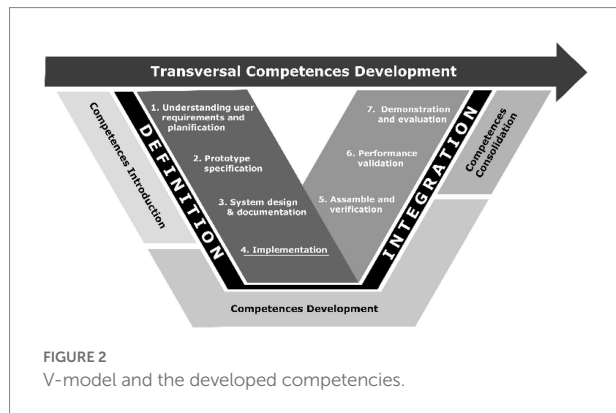 Transversal Competences Development
Competences Introduction
DEFINITION
1. Understanding user
requirements and
planification
2. Prototype
specification
3. System design
& documentation
4. Implementation
7. Demonstration
and evaluation
6. Performance
validation
5. Assamble and
verification
INTEGRATION
Competences
Consolidation
Competences Development
FIGURE 2
V-model and the developed competencies.